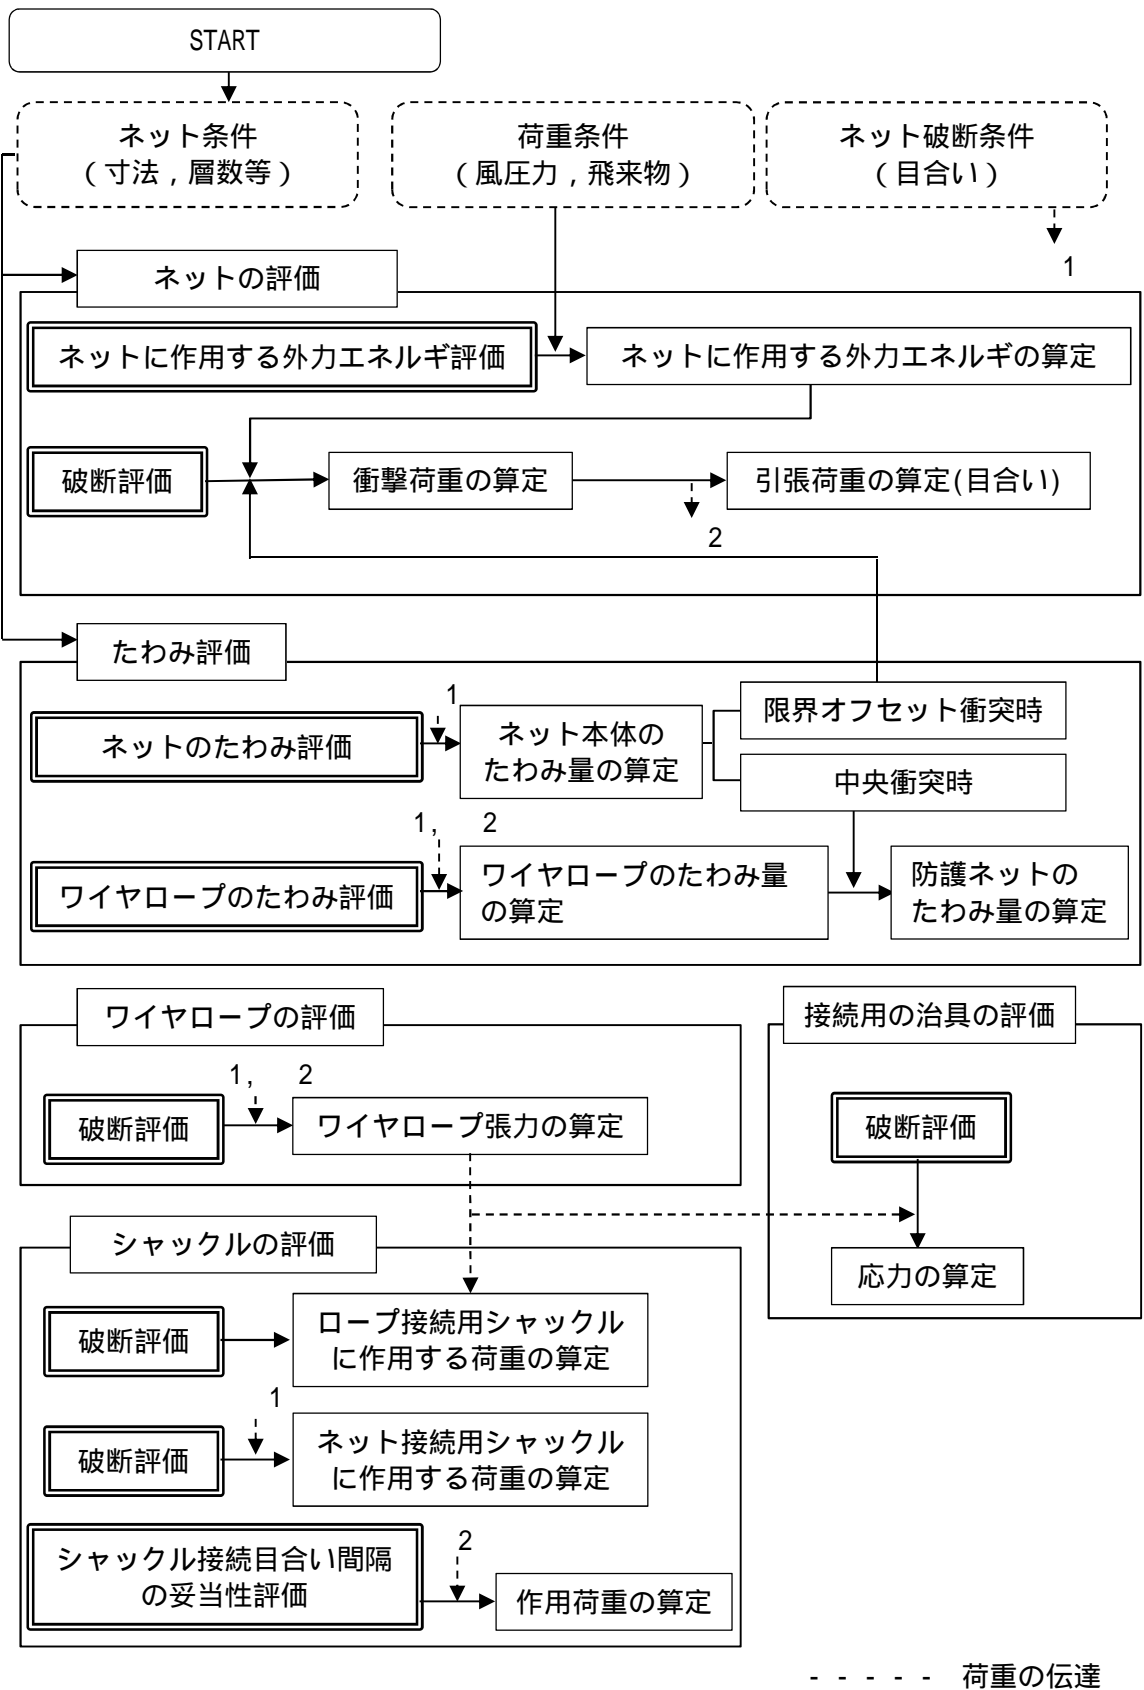 START
ネット条件
（寸法，層数等）
荷重条件
（風圧力，飛来物）
ネット破断条件
（目合い）
1
ネットの評価
ネットに作用する外力エネルギ評価
ネットに作用する外力エネルギの算定
破断評価
衝撃荷重の算定
引張荷重の算定(目合い)
2
たわみ評価
1
ネットのたわみ評価
ネット本体の
たわみ量の算定
限界オフセット衝突時
中央衝突時
1, 2
ワイヤロープのたわみ評価
ワイヤロープのたわみ量
の算定
防護ネットの
たわみ量の算定
ワイヤロープの評価
1, 2
破断評価
ワイヤロープ張力の算定
接続用の治具の評価
破断評価
応力の算定
シャックルの評価
破断評価
ロープ接続用シャックル
に作用する荷重の算定
1
破断評価
ネット接続用シャックル
に作用する荷重の算定
シャックル接続目合い間隔
の妥当性評価
2
作用荷重の算定
- - - - - 荷重の伝達